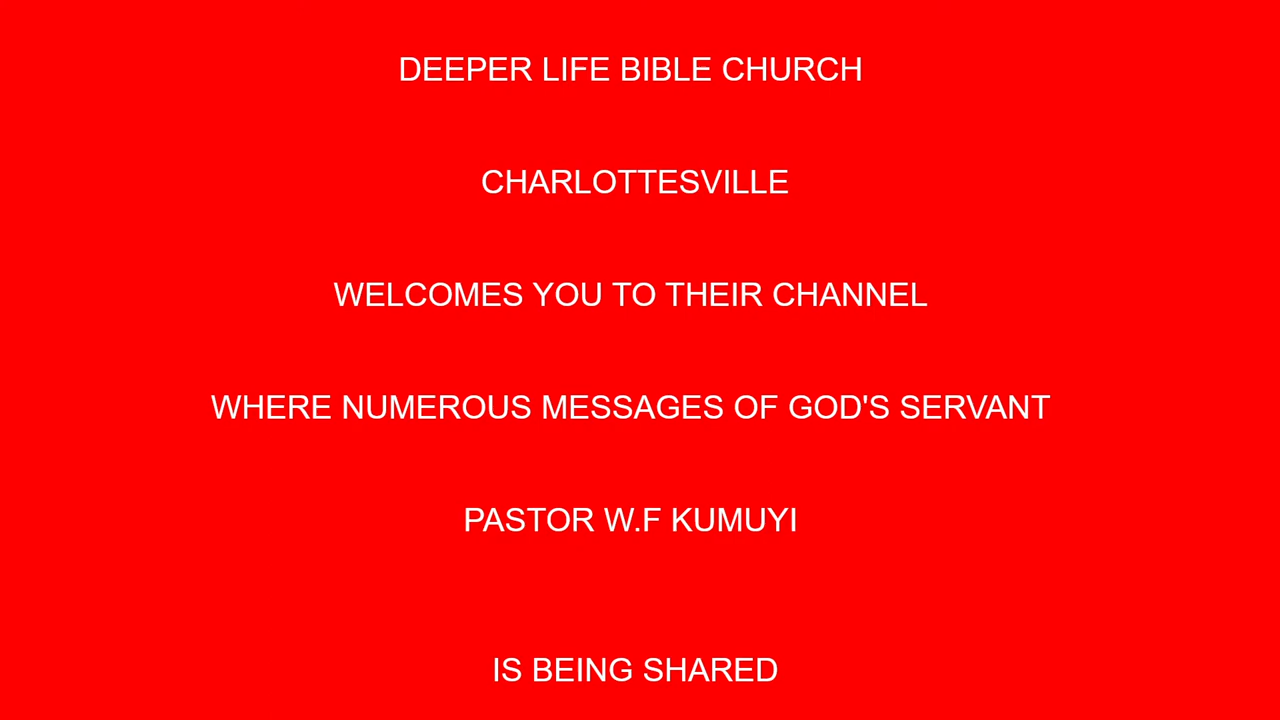 DEEPER LIFE BIBLE CHURCH
CHARLOTTESVILLE
WELCOMES YOU TO THEIR CHANNEL
WHERE NUMEROUS MESSAGES OF GOD'S SERVANT
PASTOR W.F KUMUYI
IS BEING SHARED